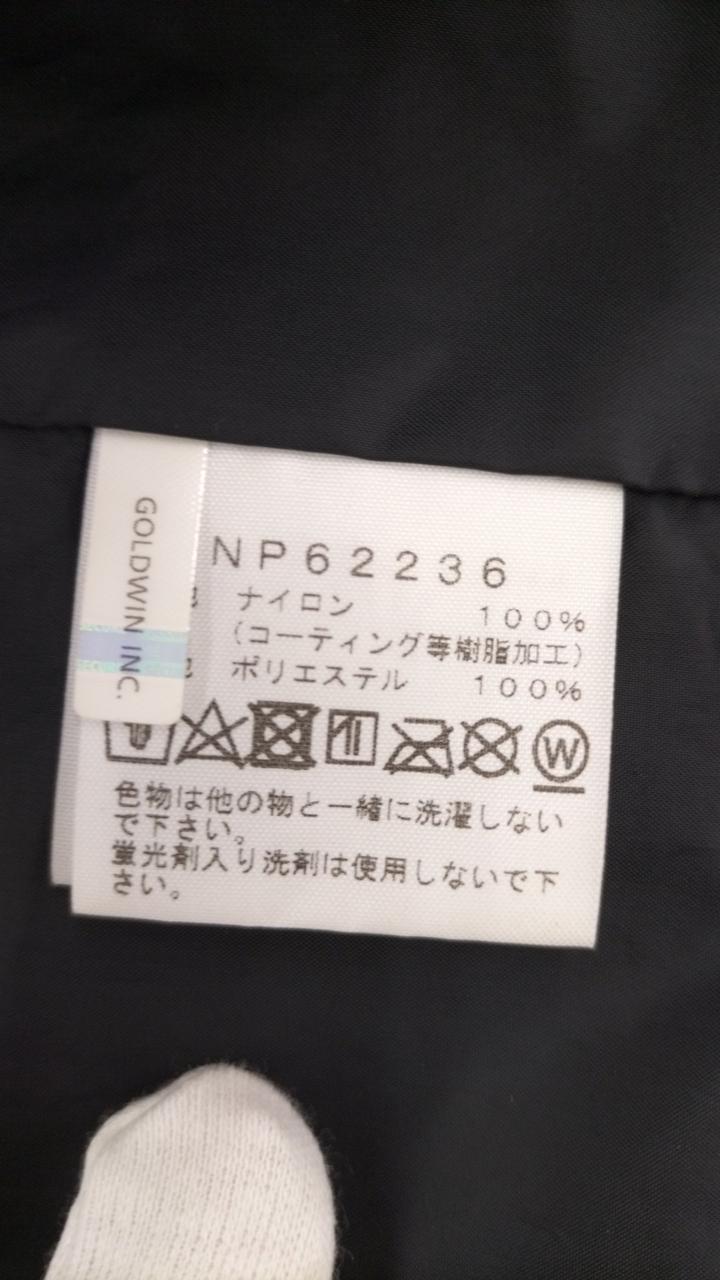 GOLDWIN INC.
NP62236
ナイロン 100%
(コーティング等樹脂加工)
ポリエステル 100%
W
色物は他の物と一緒に洗濯しない
で下さい。
蛍光剤入り洗剤は使用しないで下
さい。